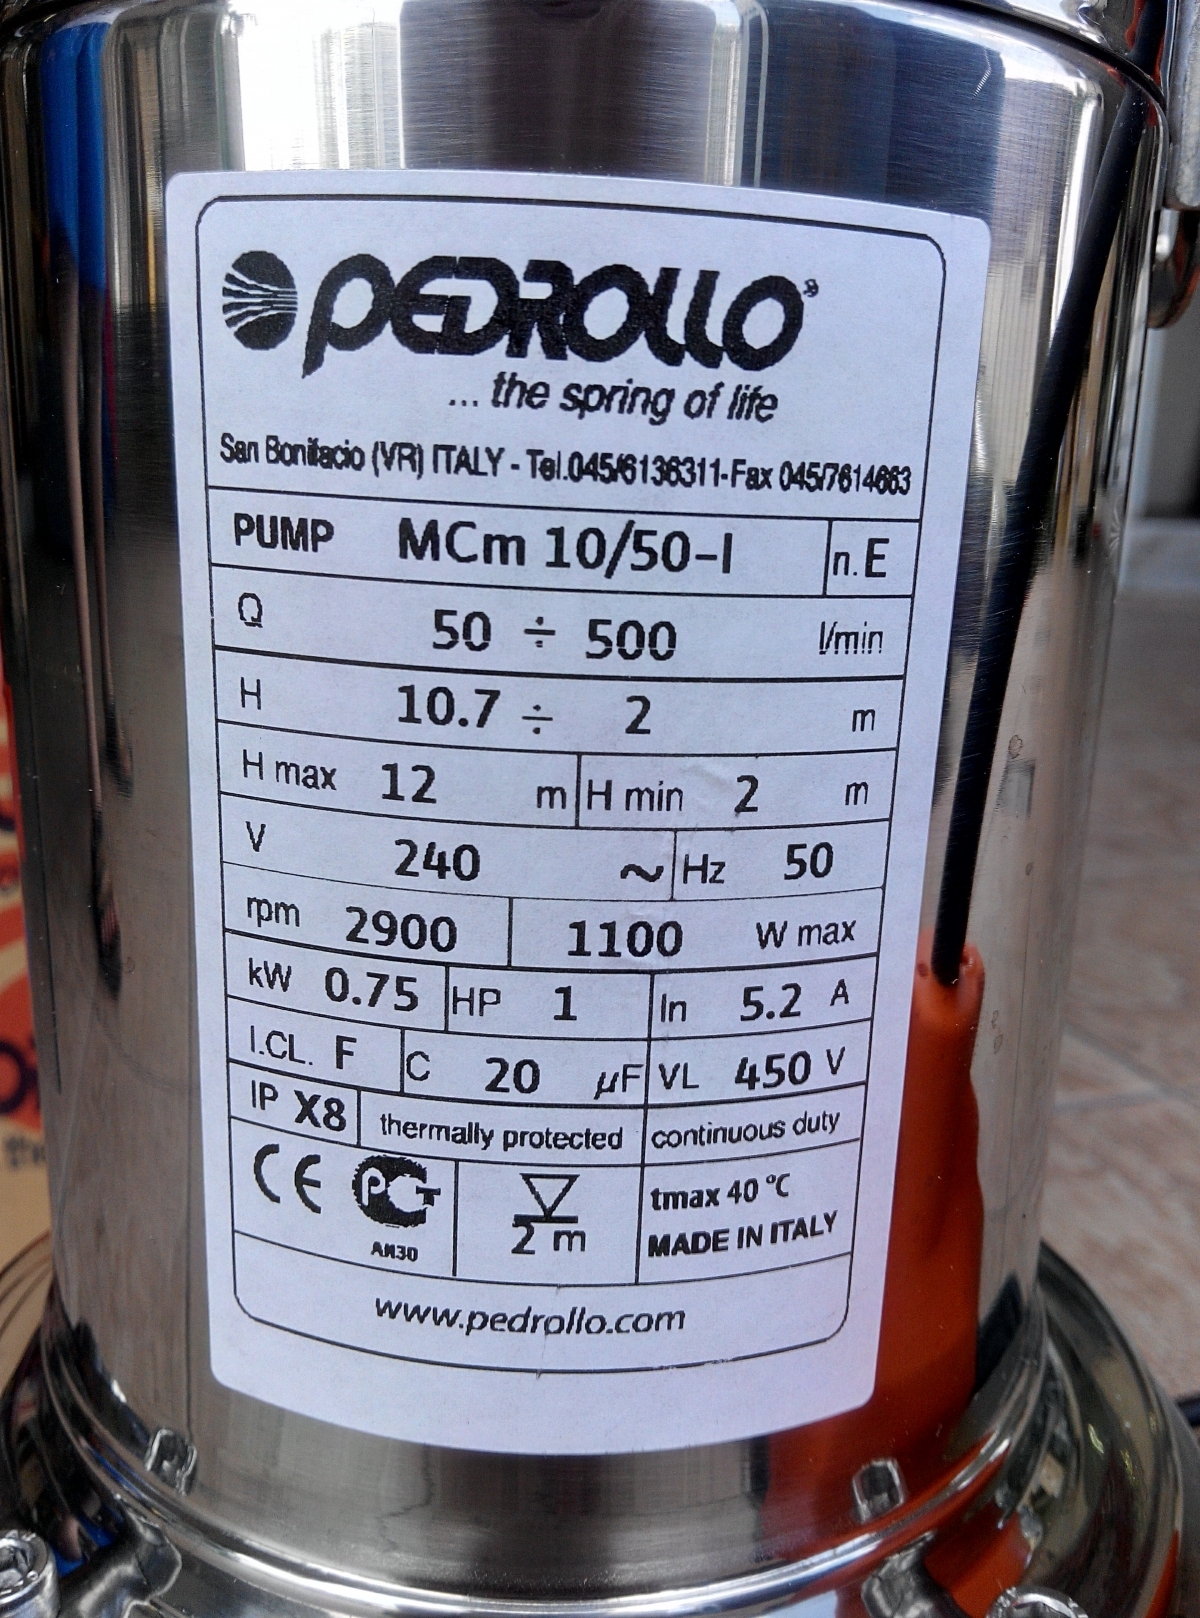 PEDROLLO®
... the spring of life
San Bonifacio (VR) ITALY - Tel.045/6136311-Fax 045/7614663
PUMP MCm 10/50-I n.E
Q 50 ÷ 500 l/min
H 10.7 ÷ 2 m
H max 12 m H min 2 m
V 240 ~ Hz 50
rpm 2900 1100 W max
kW 0.75 HP 1 In 5.2 A
I.CL. F C 20 µF VL 450 V
IP X8 thermally protected continuous duty
CE PCT 2 m tmax 40 °C
AИ30 MADE IN ITALY
www.pedrollo.com